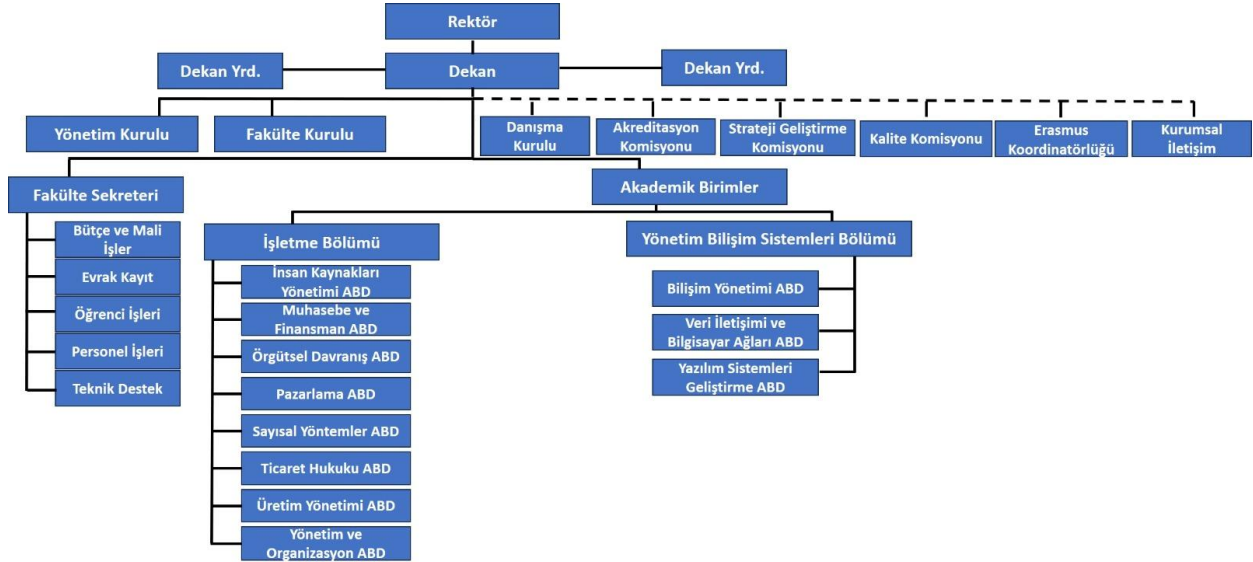 Rektör
Dekan Yrd.
Dekan
Dekan Yrd.
Yönetim Kurulu
Fakülte Kurulu
Danışma
Kurulu
Akreditasyon
Komisyonu
Strateji Geliştirme
Komisyonu
Kalite Komisyonu
Erasmus
Koordinatörlüğü
Kurumsal
İletişim
Fakülte Sekreteri
Bütçe ve Mali
İşler
Evrak Kayıt
Öğrenci İşleri
Personel İşleri
Teknik Destek
Akademik Birimler
İşletme Bölümü
İnsan Kaynakları
Yönetimi ABD
Muhasebe ve
Finansman ABD
Örgütsel Davranış ABD
Pazarlama ABD
Sayısal Yöntemler ABD
Ticaret Hukuku ABD
Üretim Yönetimi ABD
Yönetim ve
Organizasyon ABD
Yönetim Bilişim Sistemleri Bölümü
Bilişim Yönetimi ABD
Veri İletişimi ve
Bilgisayar Ağları ABD
Yazılım Sistemleri
Geliştirme ABD